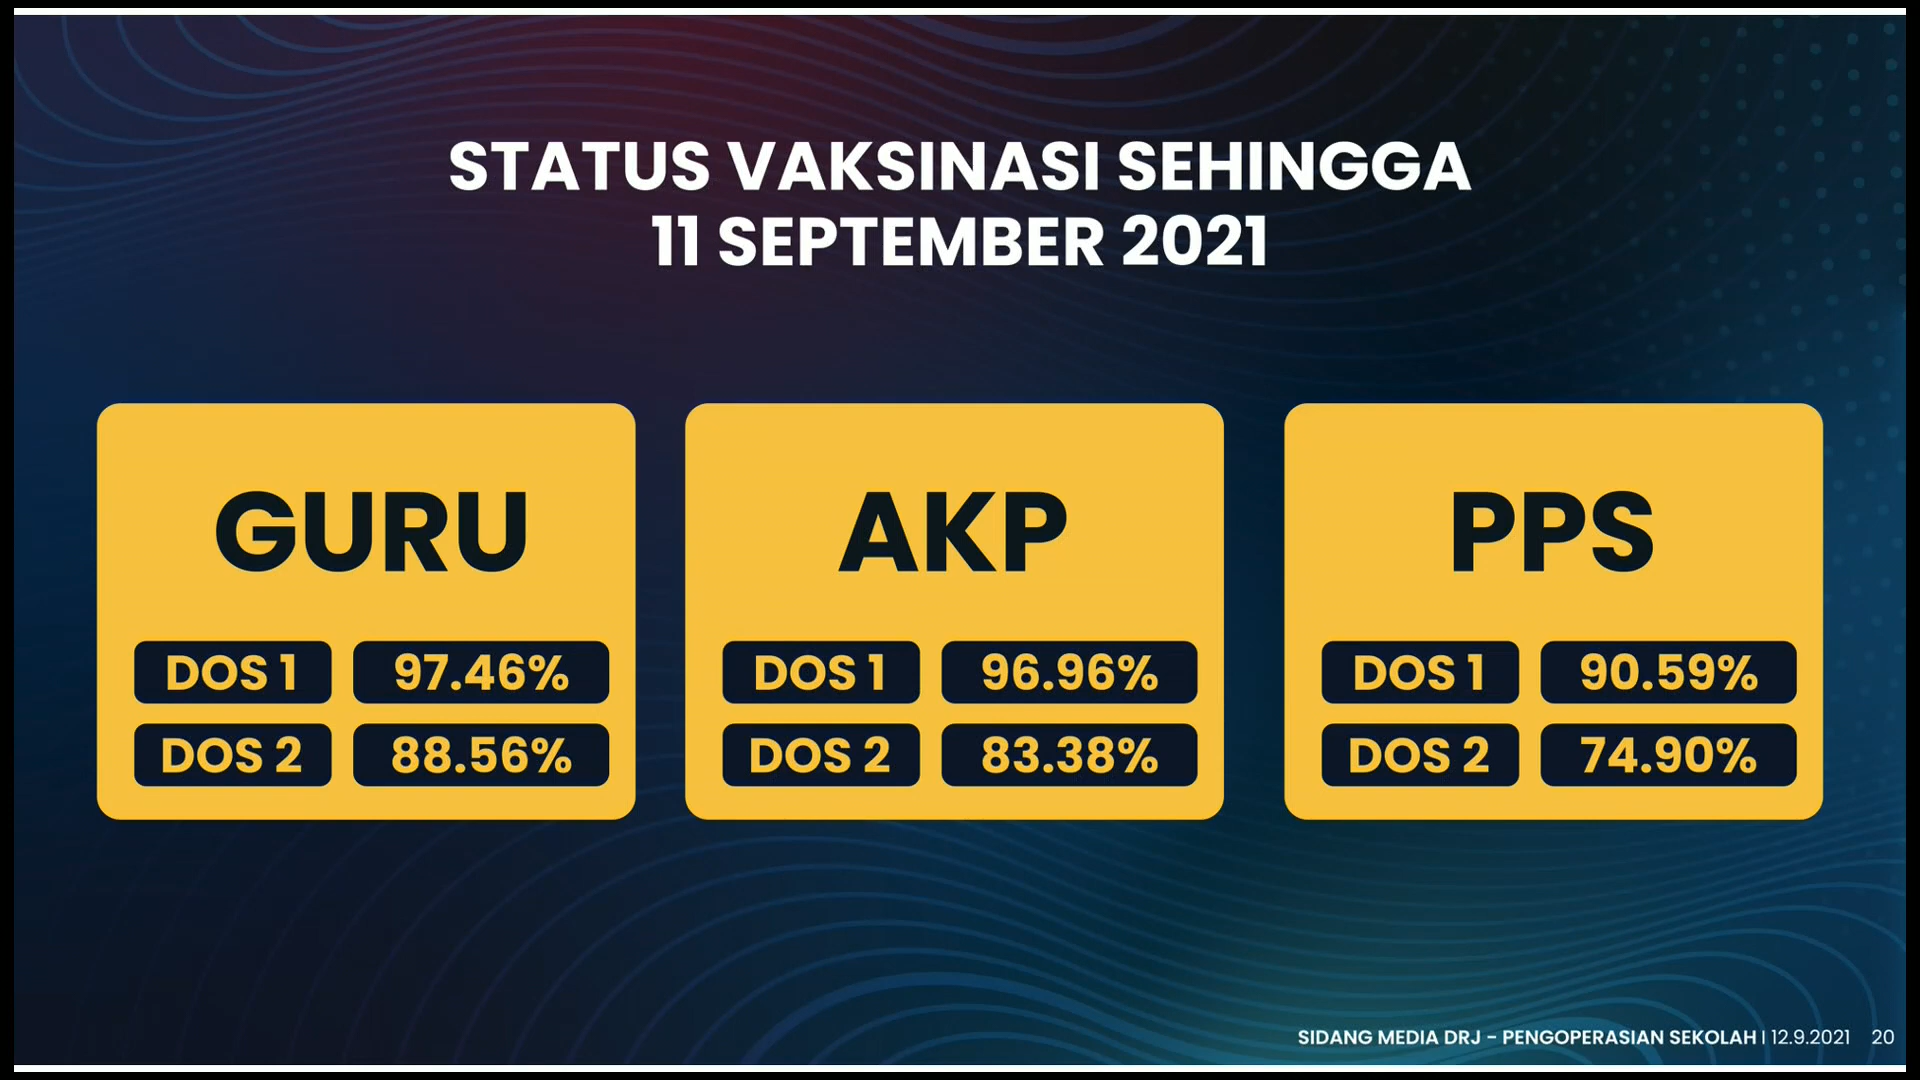 STATUS VAKSINASI SEHINGGA
11 SEPTEMBER 2021
GURU
DOS 1 97.46%
DOS 2 88.56%
AKP
DOS 1 96.96%
DOS 2 83.38%
PPS
DOS 1 90.59%
DOS 2 74.90%
SIDANG MEDIA DRJ - PENGOPERASIAN SEKOLAH | 12.9.2021 20